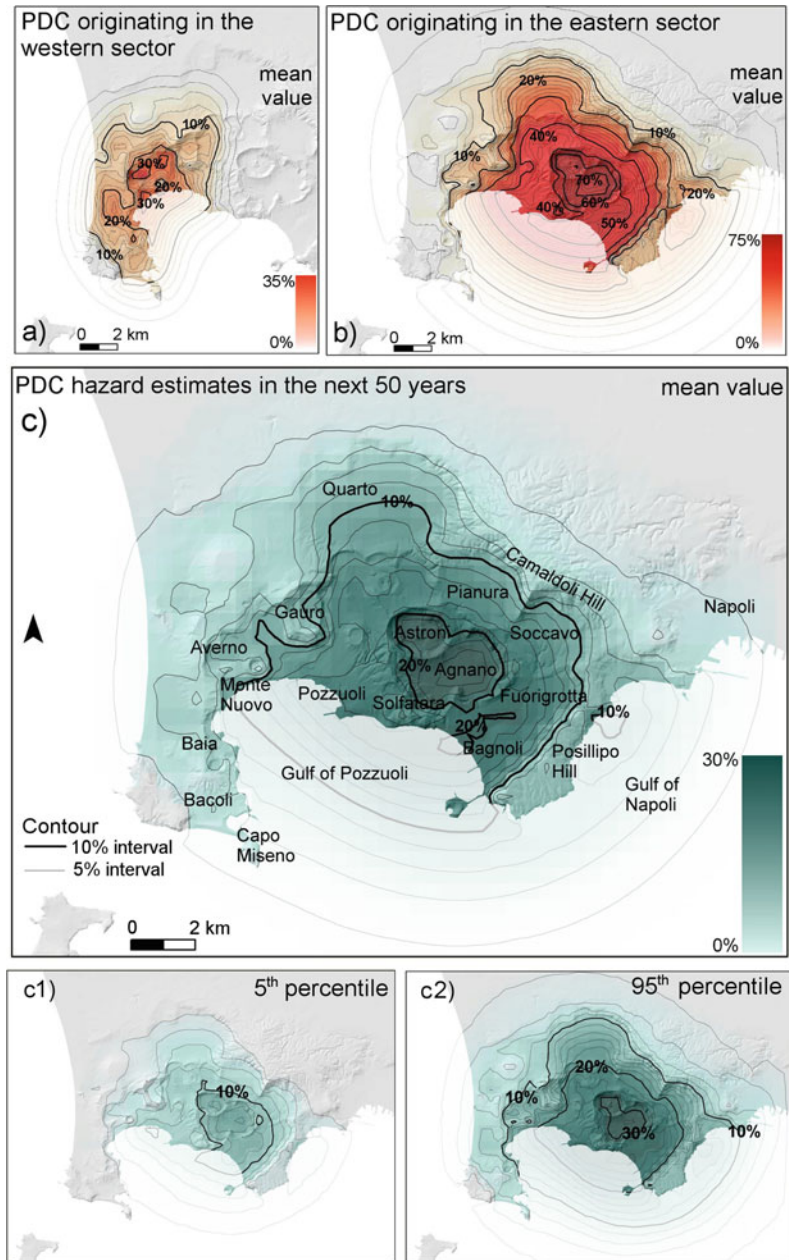 PDC originating in the
western sector
mean
value
10%
30%
20%
30%
20%
10%
35%
0%
a)
0 2 km
PDC originating in the eastern sector
mean
value
20%
40%
10%
10%
70%
20%
60%
40%
50%
75%
0%
b)
0 2 km
PDC hazard estimates in the next 50 years
mean value
c)
Quarto
10%
Camaldoli Hill
Pianura
Napoli
Gauro
Astroni
Soccavo
Averno
20%
Agnano
Monte
Nuovo
Pozzuoli
Solfatara
Fuorigrotta
20%
10%
Bagnoli
Baia
Posillipo
Hill
Gulf of Pozzuoli
Gulf of
Napoli
30%
Bacoli
Contour
10% interval
5% interval
Capo
Miseno
0 2 km
0%
c1)
5th percentile
10%
c2)
95th percentile
20%
10%
30%
10%